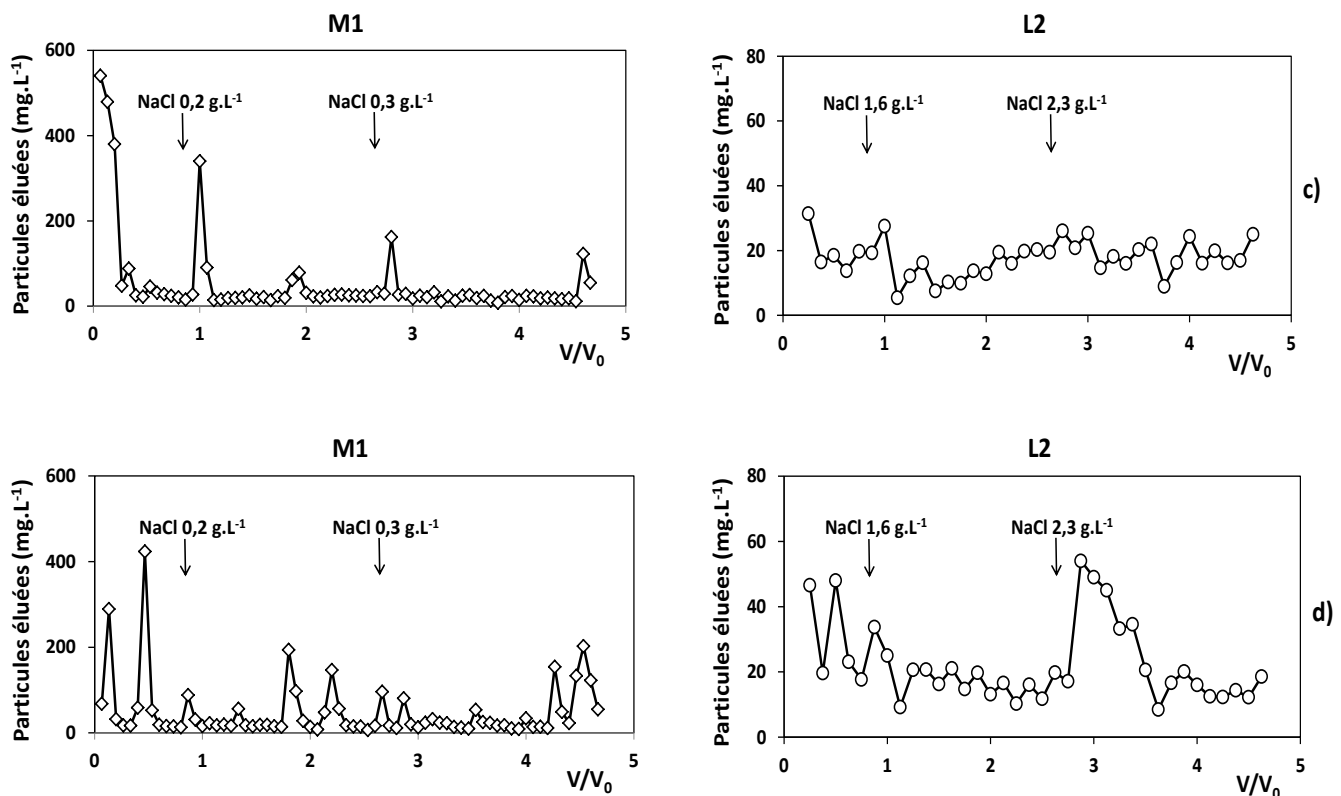 M1
Particules éluées (mg.L-1)
600
400
200
0
NaCl 0,2 g.L-1
NaCl 0,3 g.L-1
0 1 2 3 4 5
V/V0
L2
Particules éluées (mg.L-1)
80
60
40
20
0
NaCl 1,6 g.L-1
NaCl 2,3 g.L-1
0 1 2 3 4 5
V/V0
c)
M1
Particules éluées (mg.L-1)
600
400
200
0
NaCl 0,2 g.L-1
NaCl 0,3 g.L-1
0 1 2 3 4 5
V/V0
L2
Particules éluées (mg.L-1)
80
60
40
20
0
NaCl 1,6 g.L-1
NaCl 2,3 g.L-1
0 1 2 3 4 5
V/V0
d)